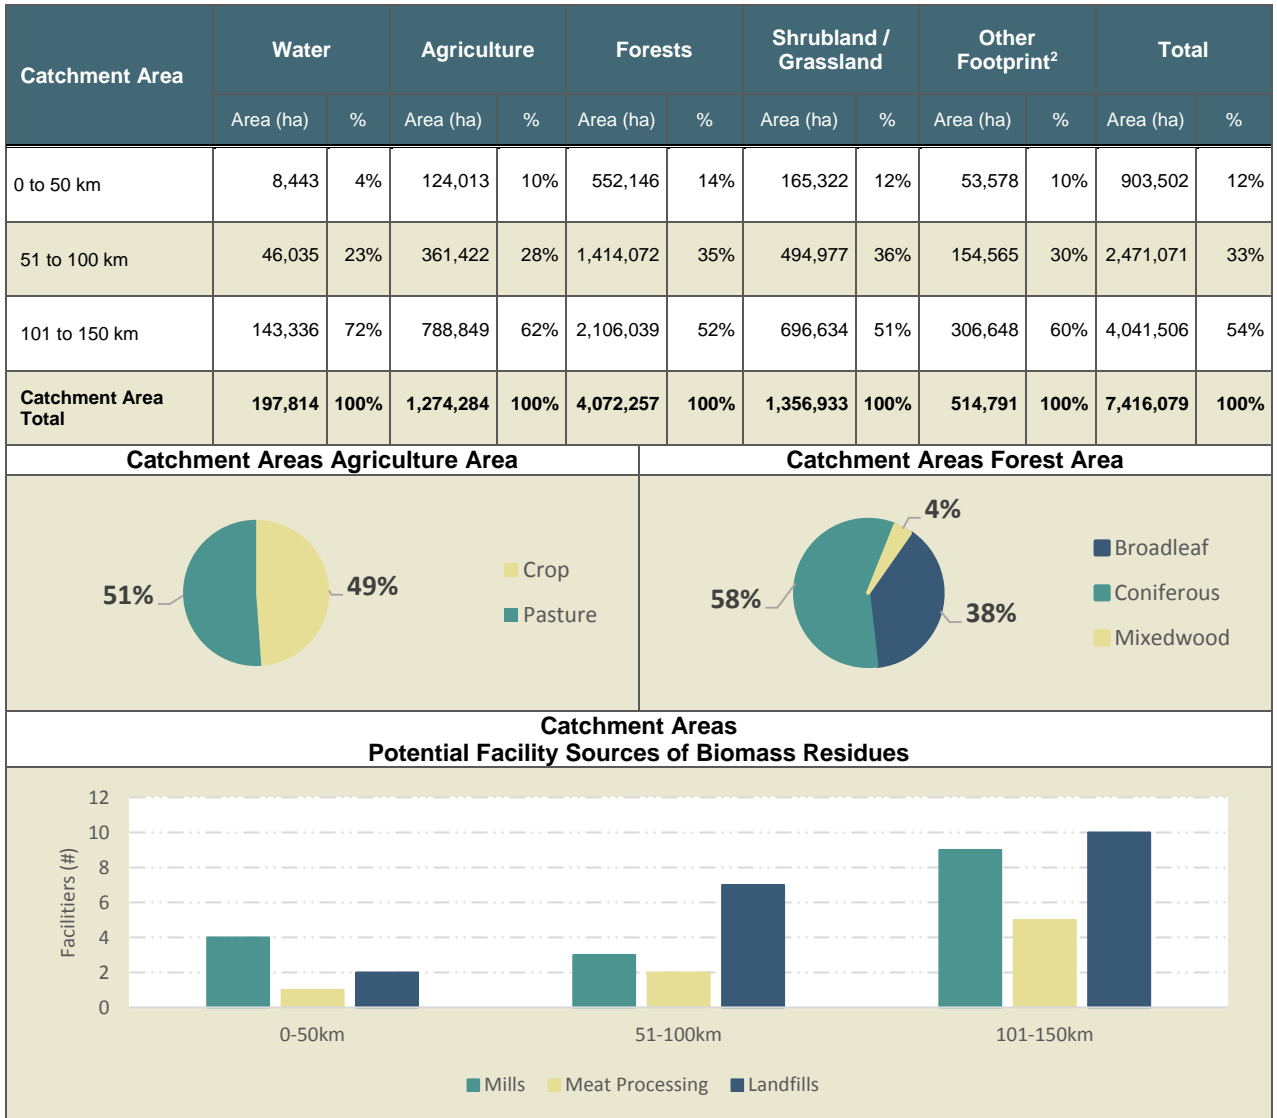 Catchment Area Water Agriculture Forests Shrubland / Grassland Other Footprint2 Total
Area (ha) % Area (ha) % Area (ha) % Area (ha) % Area (ha) % Area (ha) %
0 to 50 km 8,443 4% 124,013 10% 552,146 14% 165,322 12% 53,578 10% 903,502 12%
51 to 100 km 46,035 23% 361,422 28% 1,414,072 35% 494,977 36% 154,565 30% 2,471,071 33%
101 to 150 km 143,336 72% 788,849 62% 2,106,039 52% 696,634 51% 306,648 60% 4,041,506 54%
Catchment Area Total 197,814 100% 1,274,284 100% 4,072,257 100% 1,356,933 100% 514,791 100% 7,416,079 100%
Catchment Areas Agriculture Area
51%
49%
Crop
Pasture
Catchment Areas Forest Area
4%
58%
38%
Broadleaf
Coniferous
Mixedwood
Catchment Areas
Potential Facility Sources of Biomass Residues
Facilitiers (#)
12
10
8
6
4
2
0
0-50km 51-100km 101-150km
Mills Meat Processing Landfills